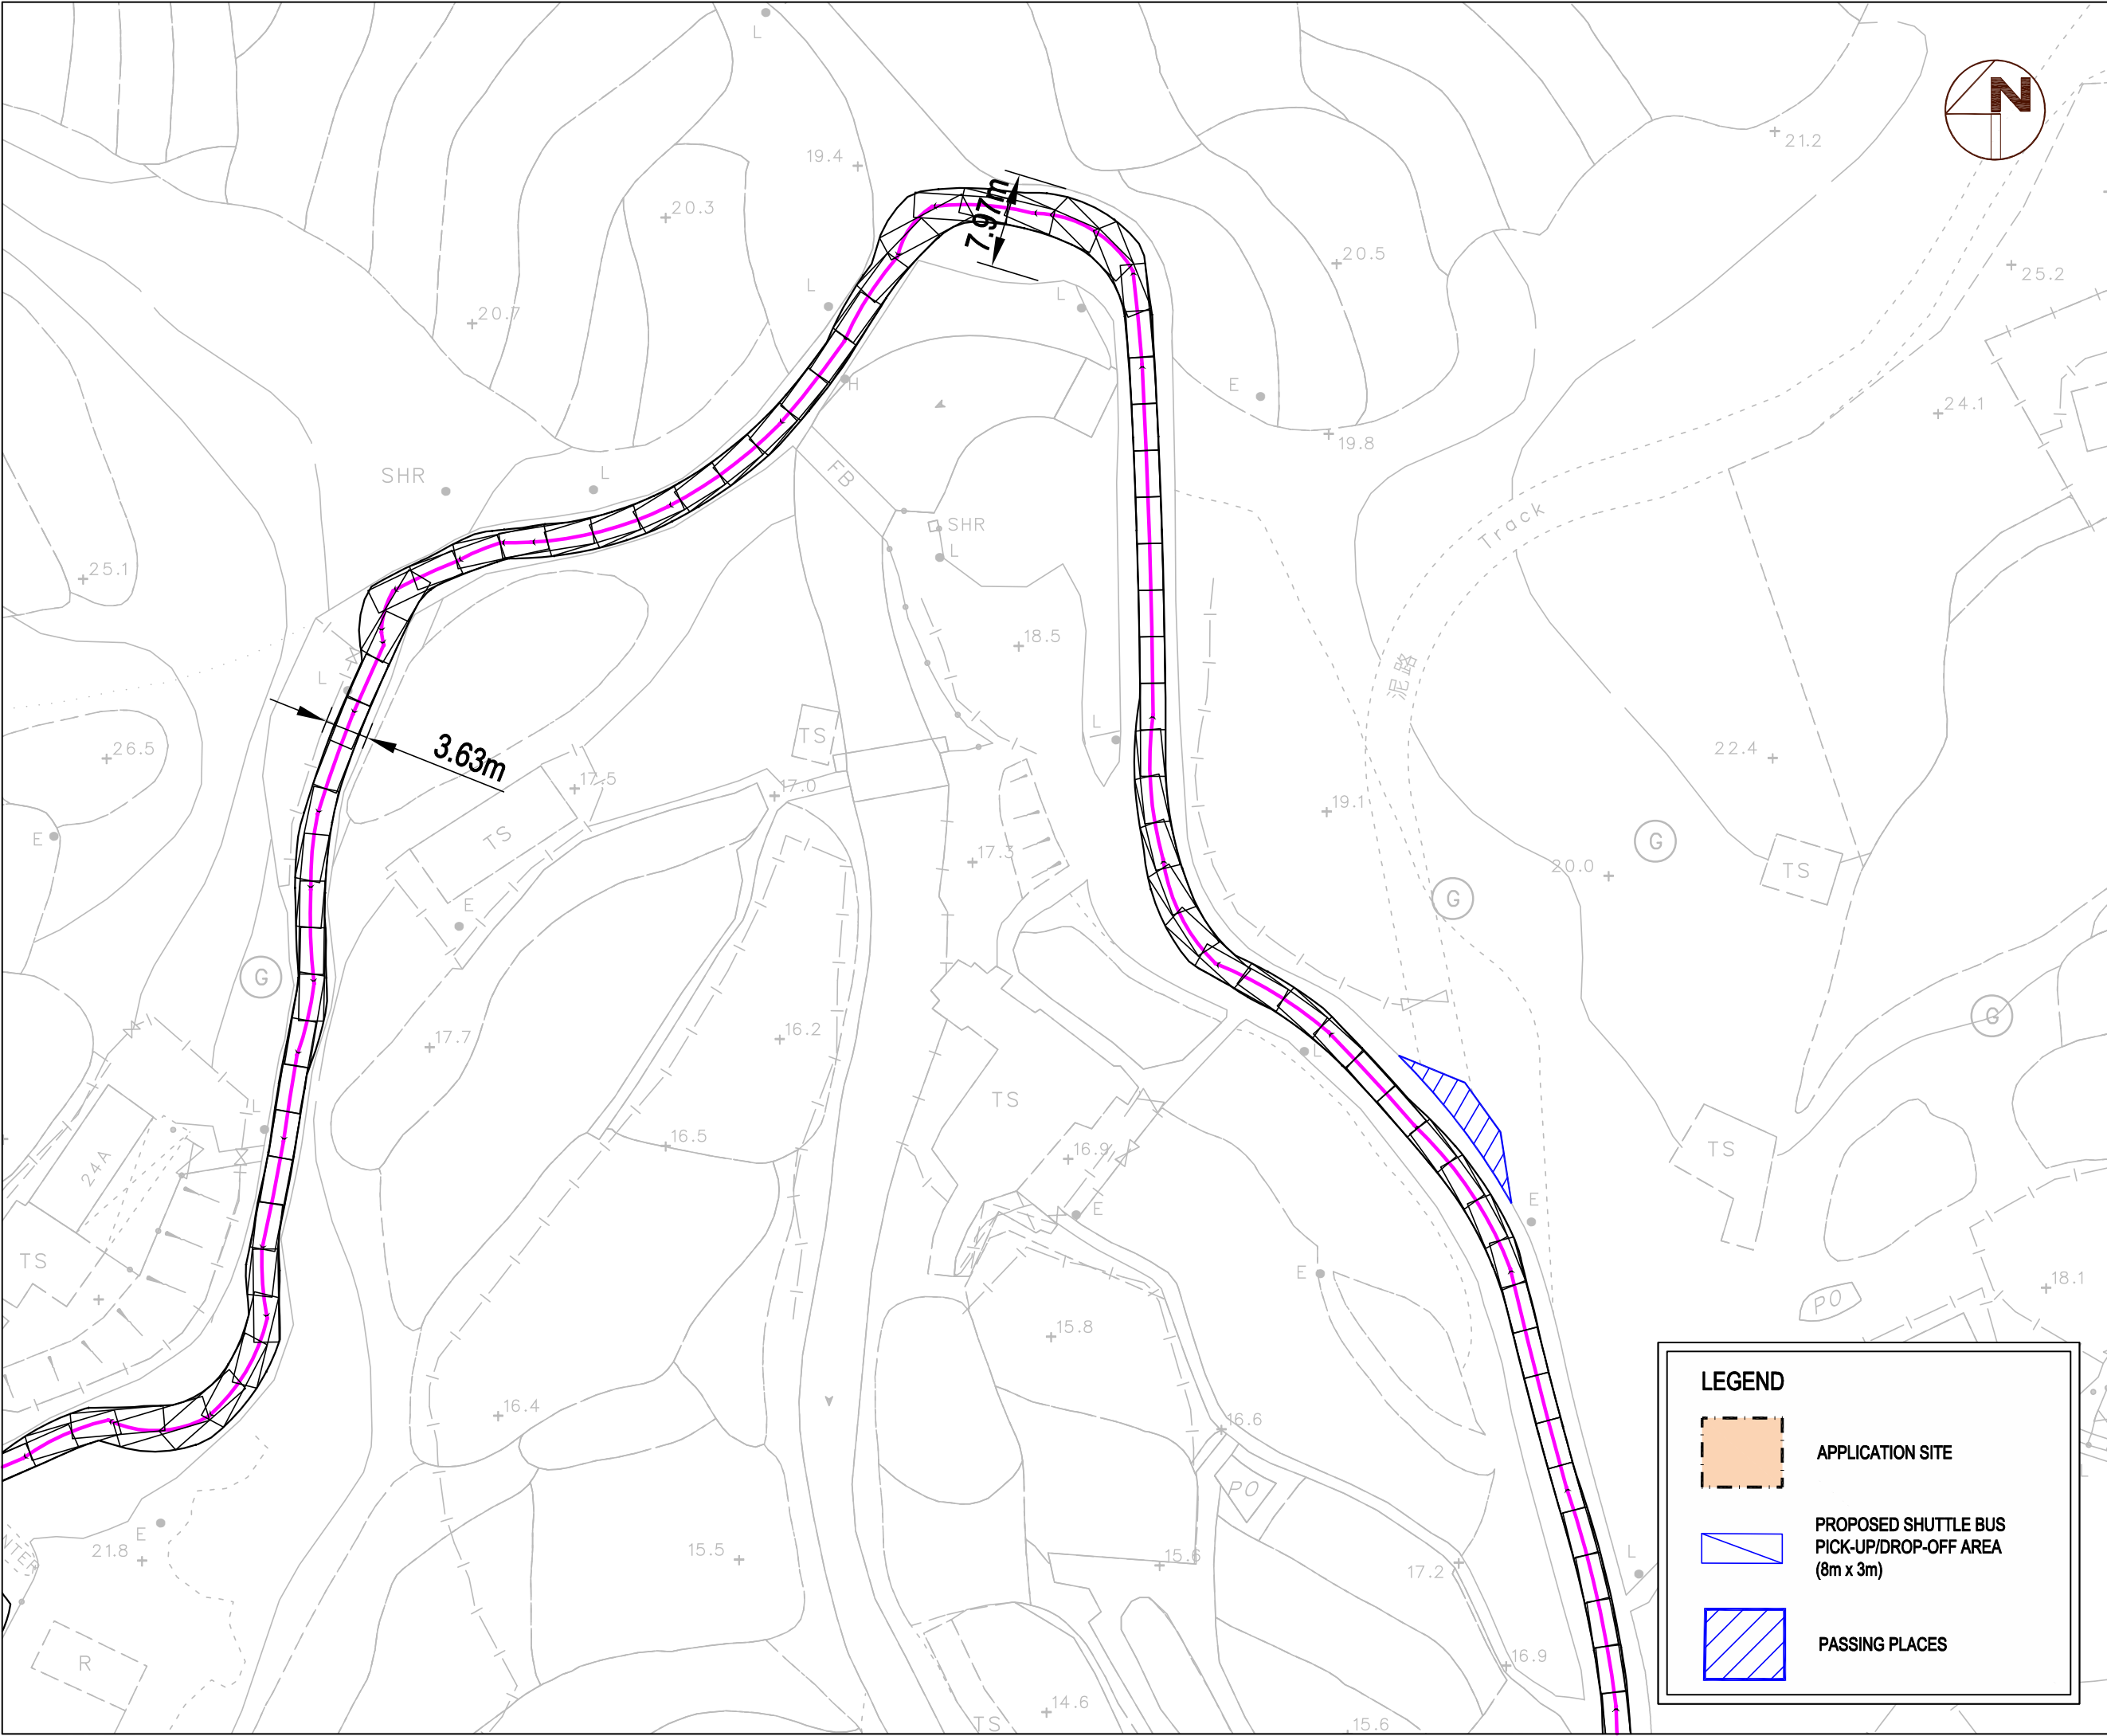 L
N
19.4
21.2
20.3
7.97m
20.5
25.2
L
L
20.7
H
E
24.1
19.8
SHR
L
FB
SHR
Track
L
25.1
18.5
泥路
L
L
TS
22.4
26.5
3.63m
17.5
17.0
19.1
E
TS
17.3
G
20.0
TS
E
G
G
G
16.2
17.7
L
TS
L
16.5
TS
24A
16.9
E
E
TS
E
18.1
PO
15.8
LEGEND
16.4
16.6
APPLICATION SITE
L
PO
PROPOSED SHUTTLE BUS
PICK-UP/DROP-OFF AREA
(8m x 3m)
E
21.8
15.5
15.6
17.2
L
PASSING PLACES
R
16.9
14.6
TS
15.6